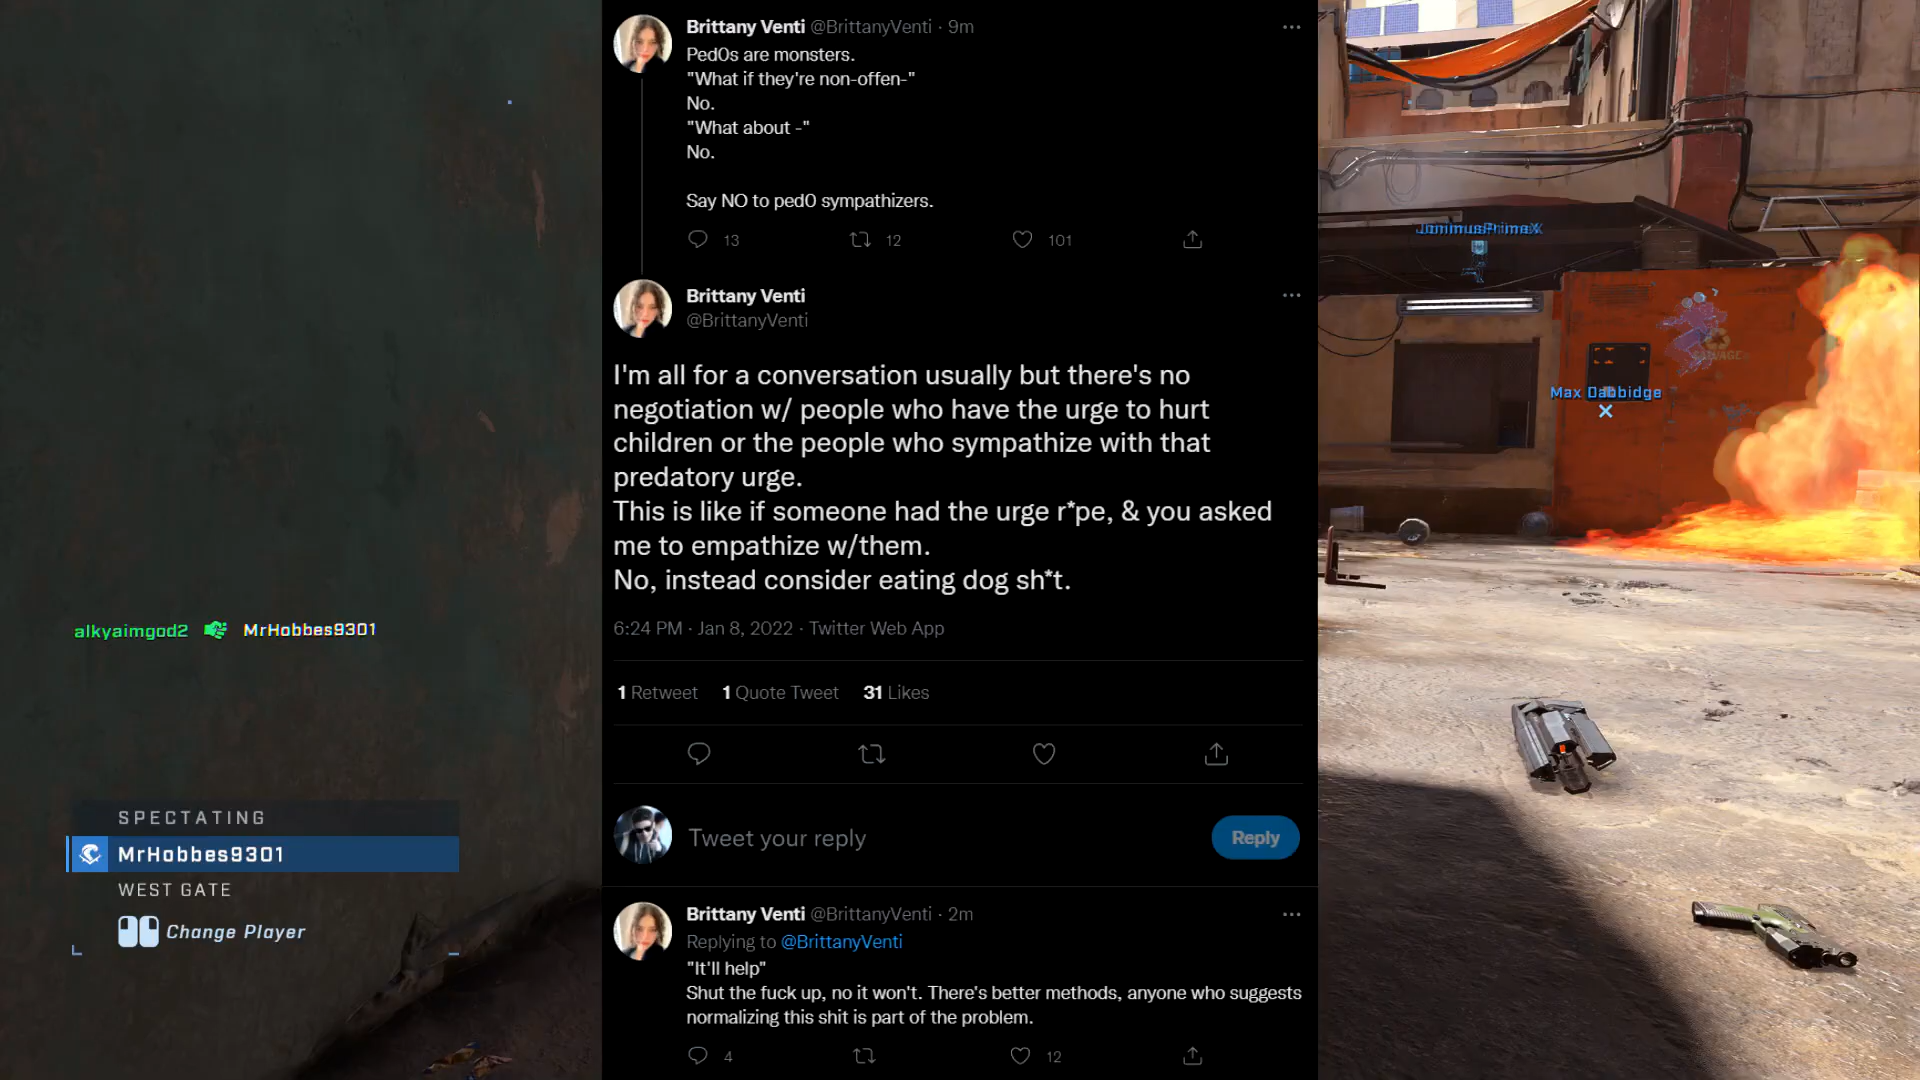 Brittany Venti @BrittanyVenti · 9m
Ped0s are monsters.
"What if they're non-offen-"
No.
"What about -"
No.
Say NO to ped0 sympathizers.
13 12 101
Brittany Venti
@BrittanyVenti
I'm all for a conversation usually but there's no
negotiation w/ people who have the urge to hurt
children or the people who sympathize with that
predatory urge.
This is like if someone had the urge r*pe, & you asked
me to empathize w/them.
No, instead consider eating dog sh*t.
6:24 PM · Jan 8, 2022 · Twitter Web App
1 Retweet 1 Quote Tweet 31 Likes
Tweet your reply
Reply
Brittany Venti @BrittanyVenti · 2m
Replying to @BrittanyVenti
"It'll help"
Shut the fuck up, no it won't. There's better methods, anyone who suggests
normalizing this shit is part of the problem.
4 12
alkyaimgod2 MrHobbes9301
SPECTATING
MrHobbes9301
WEST GATE
Change Player
Max Dabbidge